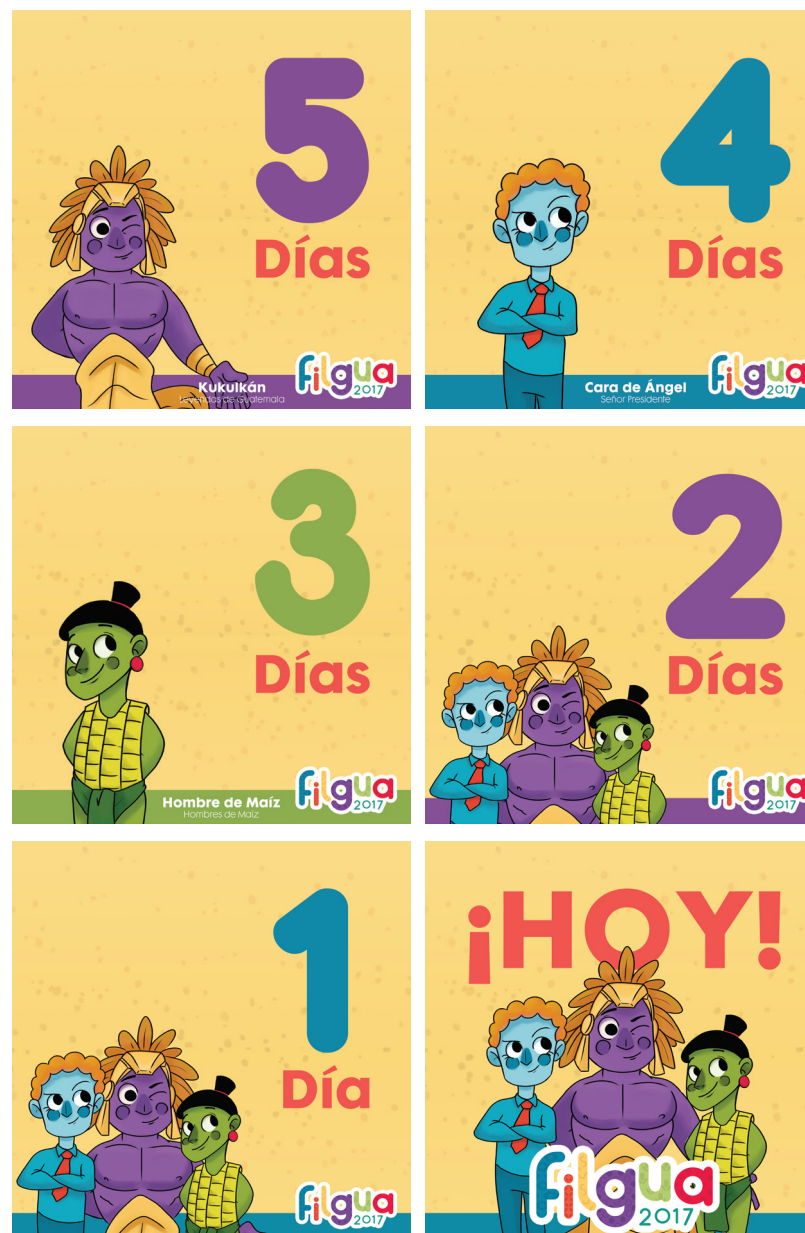 5
Días
Kukulkán
Leyendas de Guatemala
filgua
2017
4
Días
Cara de Ángel
Señor Presidente
filgua
2017
3
Días
Hombre de Maíz
Hombres de Maíz
filgua
2017
2
Días
filgua
2017
1
Día
filgua
2017
¡HOY!
filgua
2017